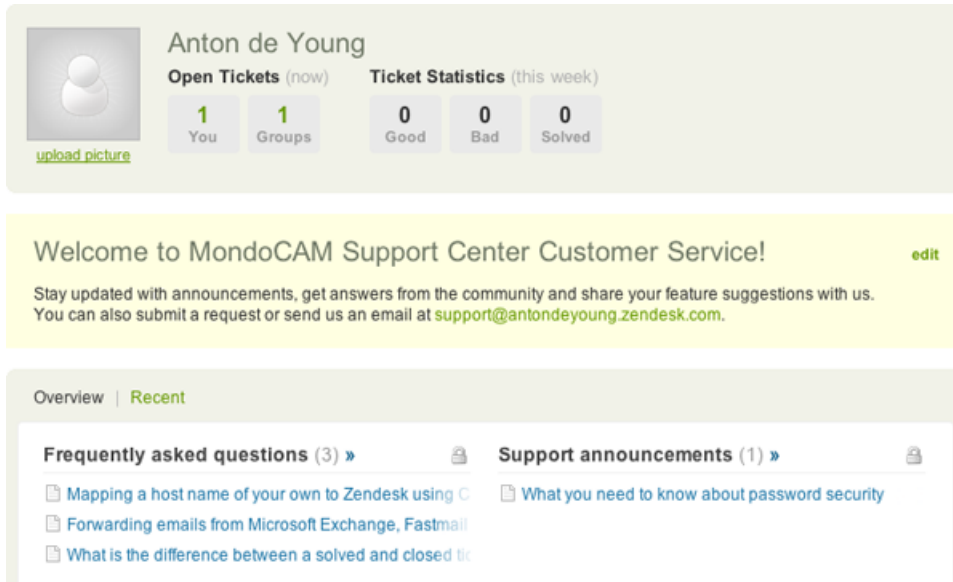 Anton de Young
Open Tickets (now) Ticket Statistics (this week)
1 1 0 0 0
You Groups Good Bad Solved
upload picture
Welcome to MondoCAM Support Center Customer Service!
edit
Stay updated with announcements, get answers from the community and share your feature suggestions with us.
You can also submit a request or send us an email at support@antondeyoung.zendesk.com.
Overview | Recent
Frequently asked questions (3) »
Mapping a host name of your own to Zendesk using C
Forwarding emails from Microsoft Exchange, Fastmail
What is the difference between a solved and closed tic
Support announcements (1) »
What you need to know about password security